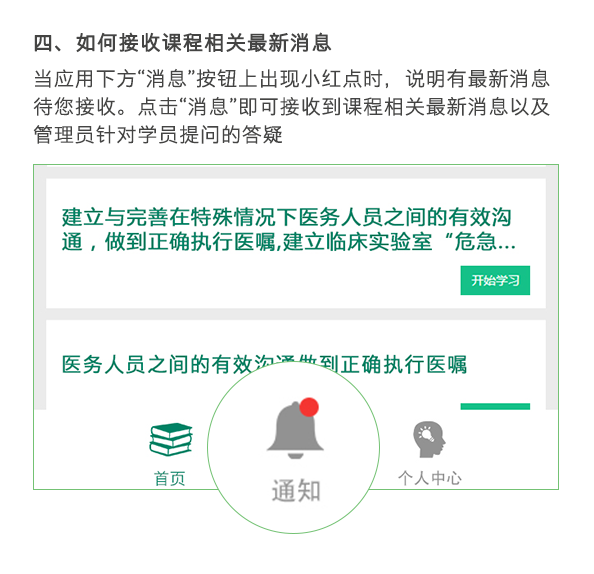 四、如何接收课程相关最新消息
当应用下方“消息”按钮上出现小红点时，说明有最新消息
待您接收。点击“消息”即可接收到课程相关最新消息以及
管理员针对学员提问的答疑
建立与完善在特殊情况下医务人员之间的有效沟
通，做到正确执行医嘱,建立临床实验室“危急...
开始学习
医务人员之间的有效沟通做到正确执行医嘱
首页
通知
个人中心